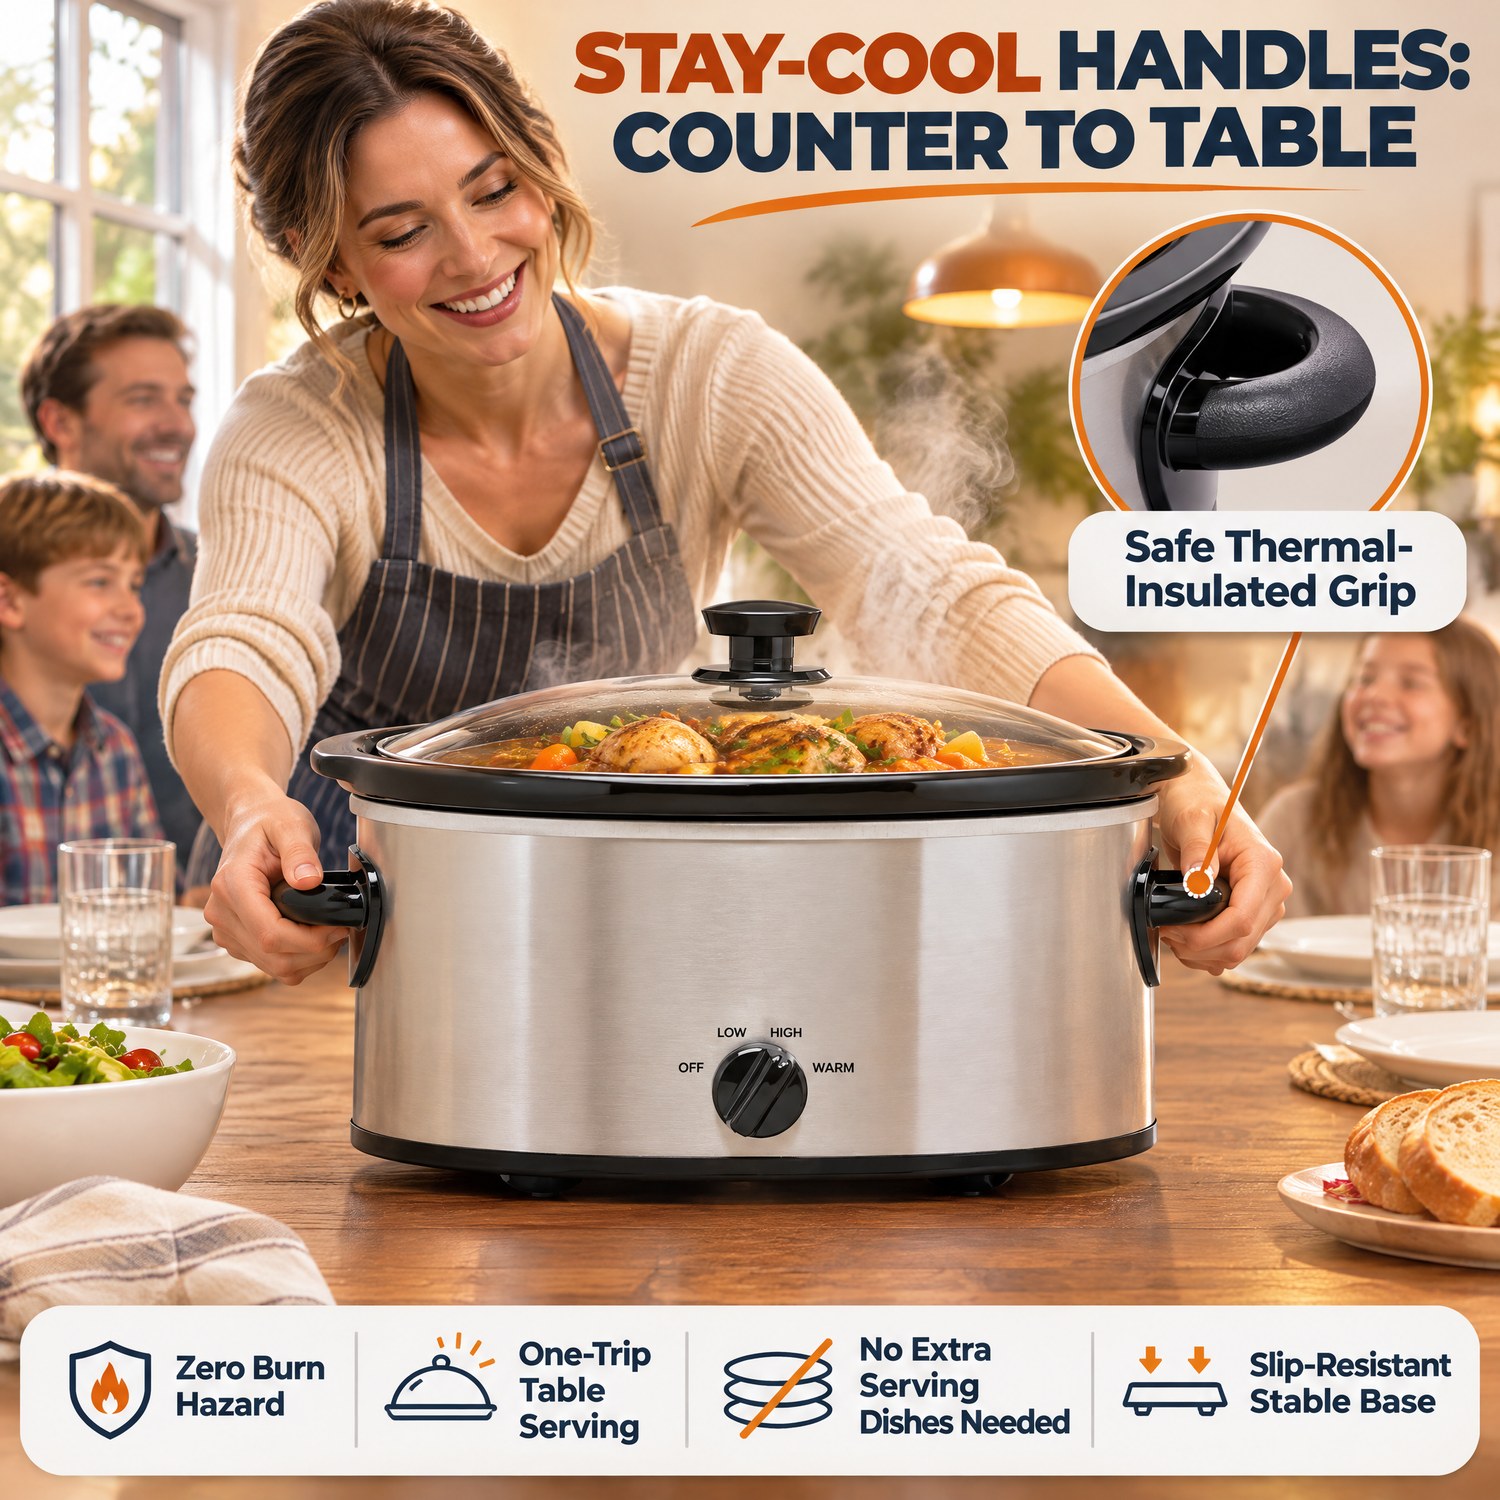 STAY-COOL HANDLES:
COUNTER TO TABLE
Safe Thermal-
Insulated Grip
LOW HIGH
OFF WARM
Zero Burn
Hazard
One-Trip
Table
Serving
No Extra
Serving
Dishes Needed
Slip-Resistant
Stable Base